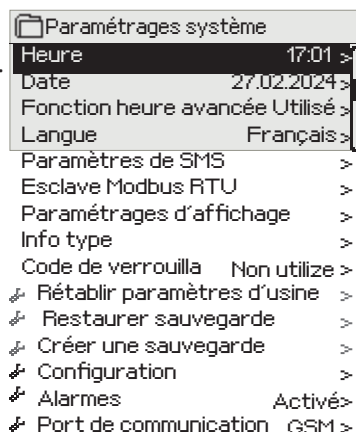 Paramétrages système
Heure 17:01 >
Date 27.02.2024 >
Fonction heure avancée Utilisé >
Langue Français >
Paramètres de SMS >
Esclave Modbus RTU >
Paramétrages d'affichage >
Info type >
Code de verrouilla Non utilize >
Rétablir paramètres d'usine >
Restaurer sauvegarde >
Créer une sauvegarde >
Configuration >
Alarmes Activé>
Port de communication GSM >